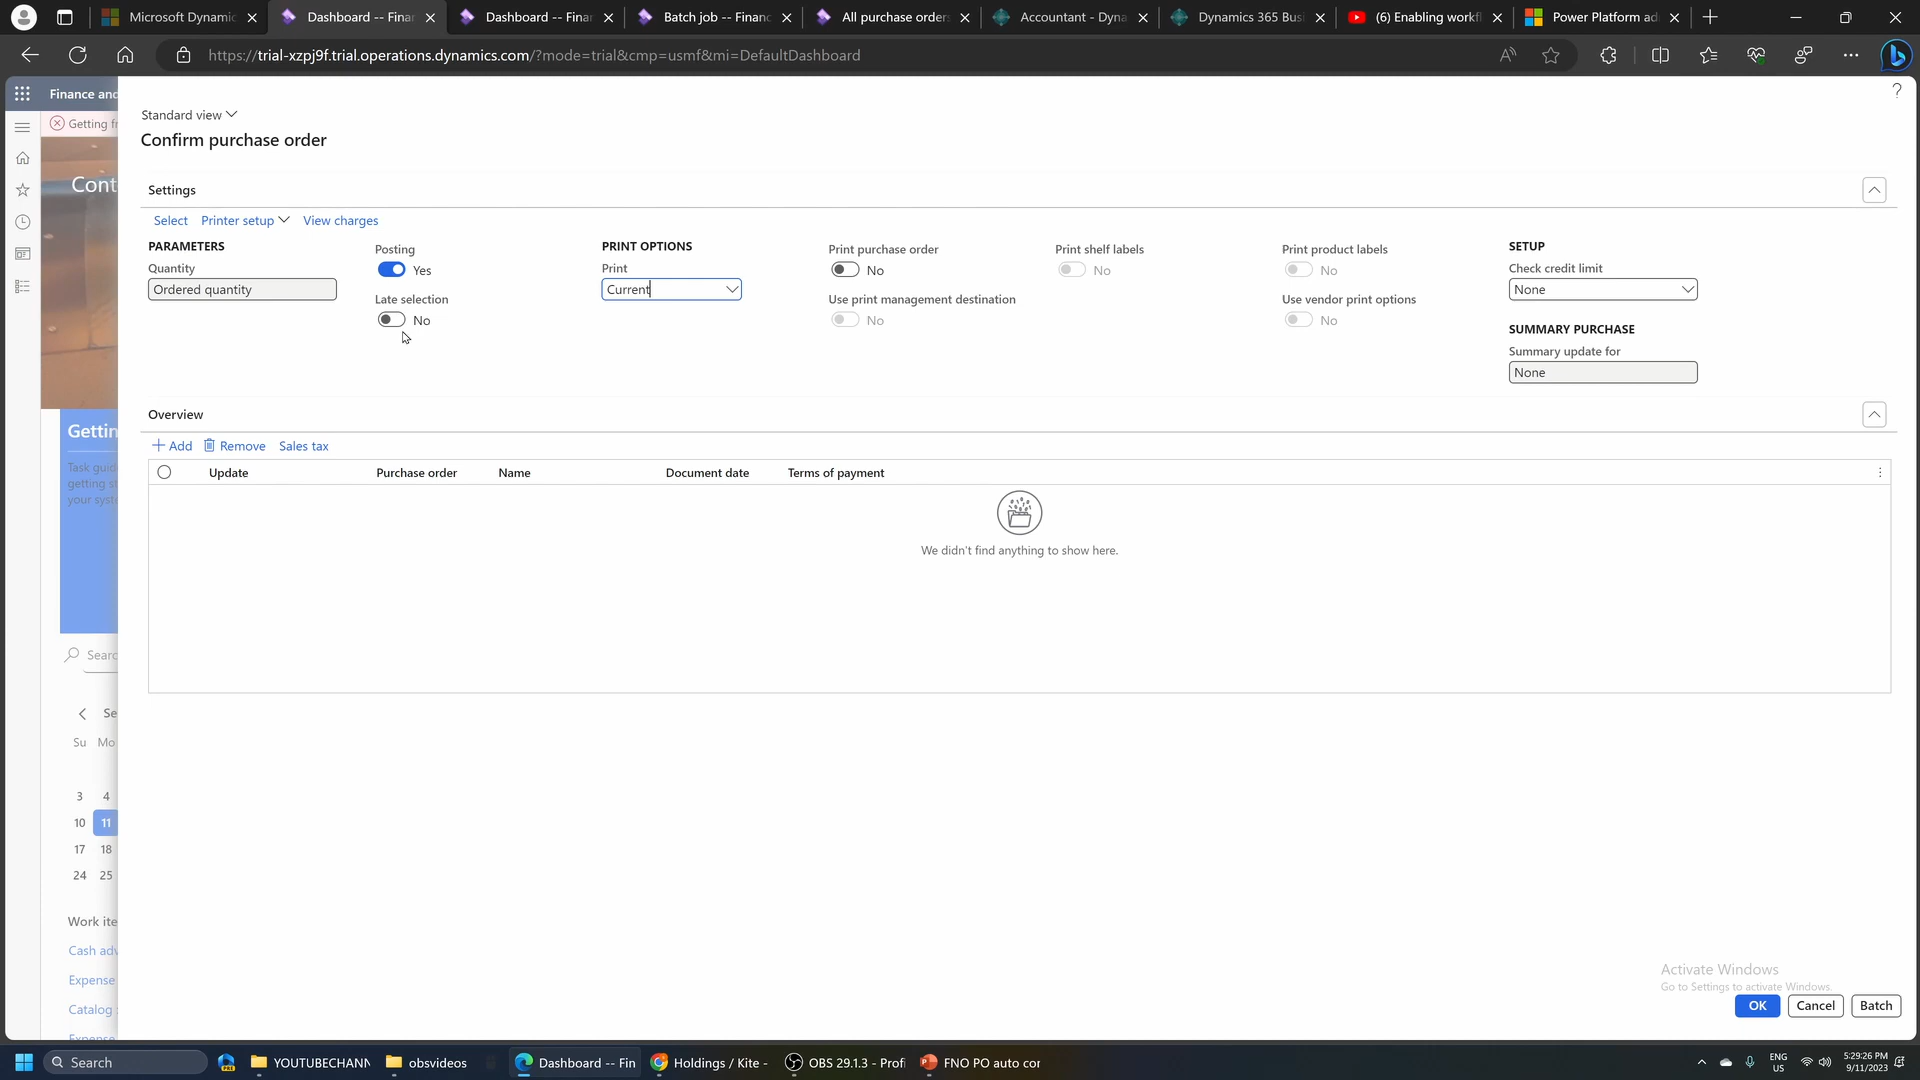 Microsoft Dynamic
Dashboard -- Finan
Dashboard -- Finan
Batch job -- Financ
All purchase orders
Accountant - Dyna
Dynamics 365 Busi
(6) Enabling workfl
Power Platform ad
https://trial-xzpj9f.trial.operations.dynamics.com/?mode=trial&cmp=usmf&mi=DefaultDashboard
Finance and
Getting fr
Cont
Standard view
Confirm purchase order
Settings
Select Printer setup View charges
PARAMETERS
Quantity
Ordered quantity
Posting
Yes
Late selection
No
PRINT OPTIONS
Print
Current
Print purchase order
No
Use print management destination
No
Print shelf labels
No
Print product labels
No
Use vendor print options
No
SETUP
Check credit limit
None
SUMMARY PURCHASE
Summary update for
None
Overview
Add Remove Sales tax
Update Purchase order Name Document date Terms of payment
We didn't find anything to show here.
Gettin
Task guid
getting st
your syst
Searc
Se
Su Mo
3 4
10 11
17 18
24 25
Work ite
Cash adv
Expense
Catalog
Expense
Activate Windows
Go to Settings to activate Windows.
OK Cancel Batch
Search
PRE
YOUTUBECHANN
obsvideos
Dashboard -- Fin
Holdings / Kite -
OBS 29.1.3 - Profi
FNO PO auto cor
ENG
US
5:29:26 PM
9/11/2023